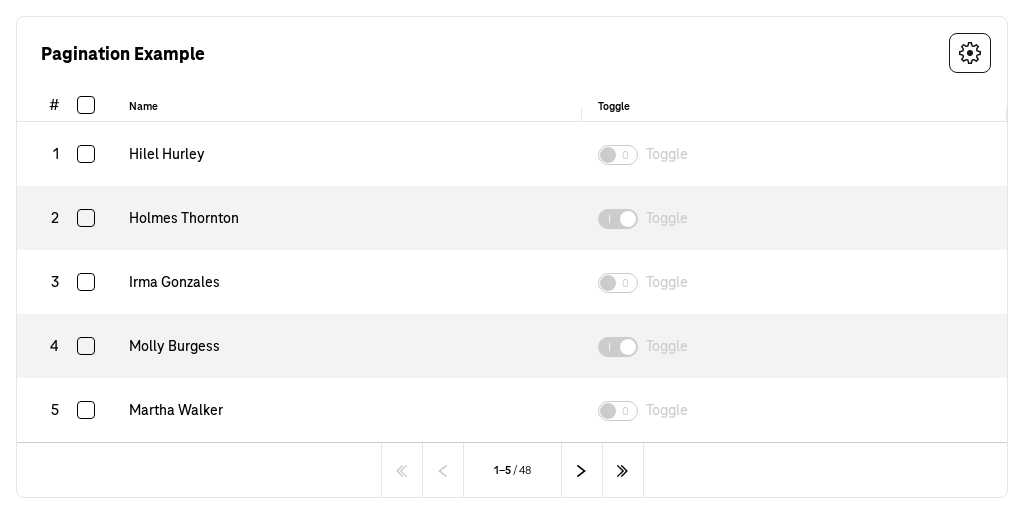 Pagination Example
# Name Toggle
1 Hilel Hurley 0 Toggle
2 Holmes Thornton I Toggle
3 Irma Gonzales 0 Toggle
4 Molly Burgess I Toggle
5 Martha Walker 0 Toggle
1–5 / 48